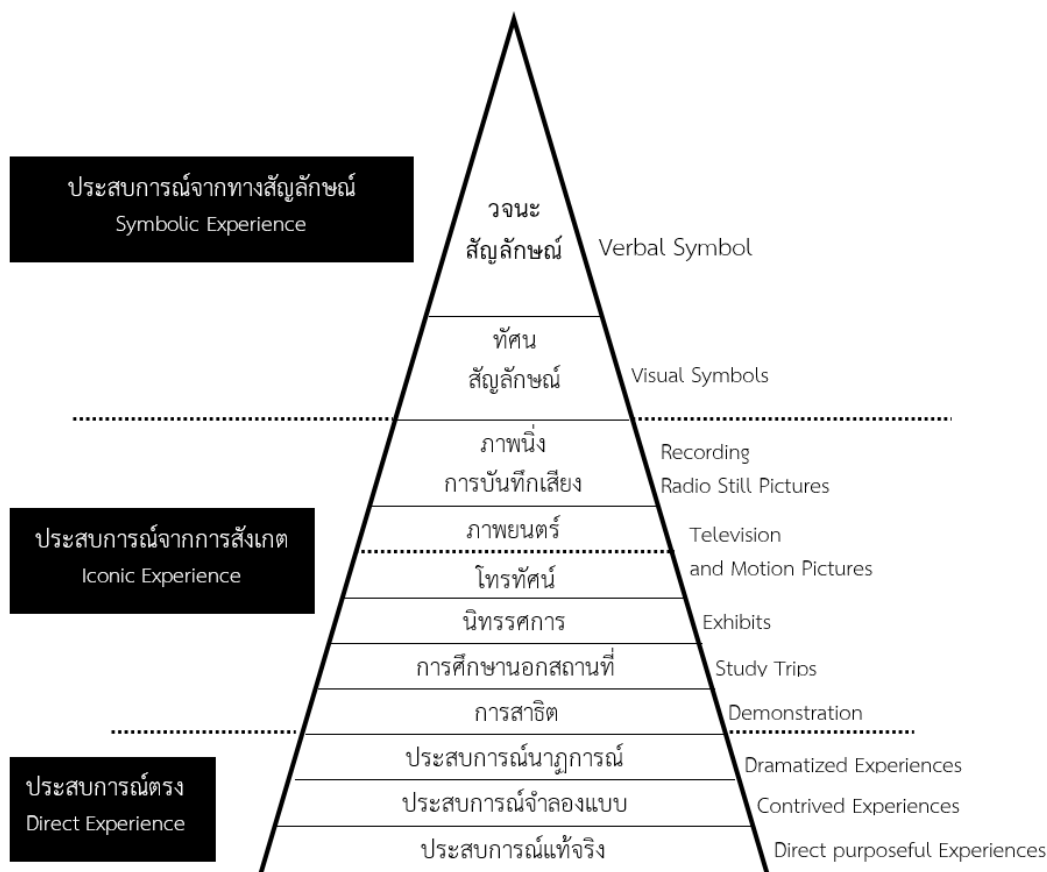 ประสบการณ์จากทางสัญลักษณ์
Symbolic Experience
วจนะ
สัญลักษณ์
Verbal Symbol
ทัศน
สัญลักษณ์
Visual Symbols
ภาพนิ่ง
การบันทึกเสียง
Recording
Radio Still Pictures
ประสบการณ์จากการสังเกต
Iconic Experience
ภาพยนตร์
โทรทัศน์
Television
and Motion Pictures
นิทรรศการ
Exhibits
การศึกษานอกสถานที่
Study Trips
การสาธิต
Demonstration
ประสบการณ์ตรง
Direct Experience
ประสบการณ์นาฏการณ์
Dramatized Experiences
ประสบการณ์จำลองแบบ
Contrived Experiences
ประสบการณ์แท้จริง
Direct purposeful Experiences